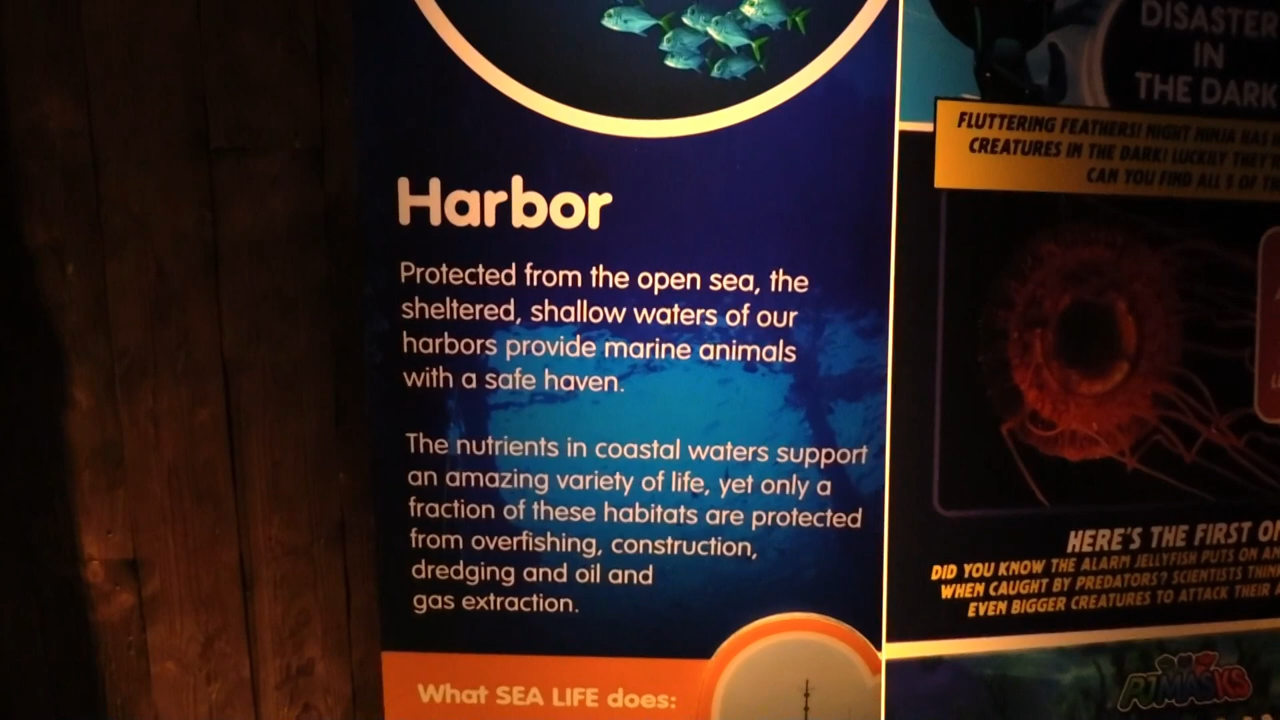 Harbor
Protected from the open sea, the
sheltered, shallow waters of our
harbors provide marine animals
with a safe haven.
The nutrients in coastal waters support
an amazing variety of life, yet only a
fraction of these habitats are protected
from overfishing, construction,
dredging and oil and
gas extraction.
What SEA LIFE does:
DISASTER
IN
THE DARK
FLUTTERING FEATHERS! NIGHT NINJA HAS
CREATURES IN THE DARK! LUCKILY THEY'
CAN YOU FIND ALL 5 OF
HERE'S THE FIRST
DID YOU KNOW THE ALARM JELLYFISH PUTS ON
WHEN CAUGHT BY PREDATORS? SCIENTISTS THIN
EVEN BIGGER CREATURES TO ATTACK THEIR
PJMASKS